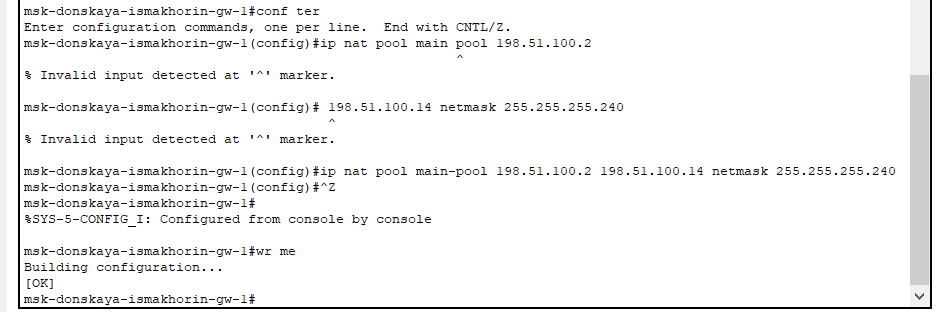 msk-donskaya-ismakhorin-gw-1#conf ter
Enter configuration commands, one per line.  End with CNTL/Z.
msk-donskaya-ismakhorin-gw-1(config)#ip nat pool main pool 198.51.100.2
^
% Invalid input detected at '^' marker.
msk-donskaya-ismakhorin-gw-1(config)# 198.51.100.14 netmask 255.255.255.240
^
% Invalid input detected at '^' marker.
msk-donskaya-ismakhorin-gw-1(config)#ip nat pool main-pool 198.51.100.2 198.51.100.14 netmask 255.255.255.240
msk-donskaya-ismakhorin-gw-1(config)#^Z
msk-donskaya-ismakhorin-gw-1#
%SYS-5-CONFIG_I: Configured from console by console
msk-donskaya-ismakhorin-gw-1#wr me
Building configuration...
[OK]
msk-donskaya-ismakhorin-gw-1#